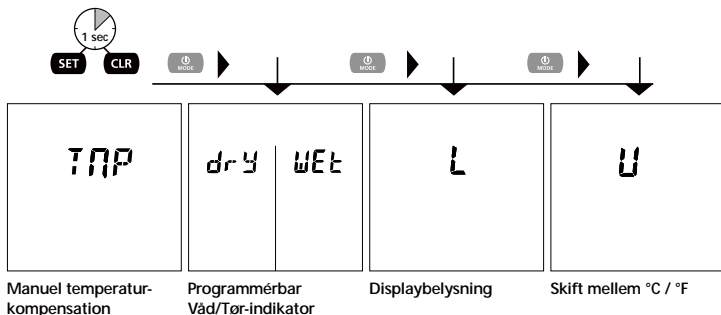 1 sec
SET CLR MODE MODE MODE
TMP dry WEt L U
Manuel temperatur-
kompensation
Programmérbar
Våd/Tør-indikator
Displaybelysning
Skift mellem °C / °F